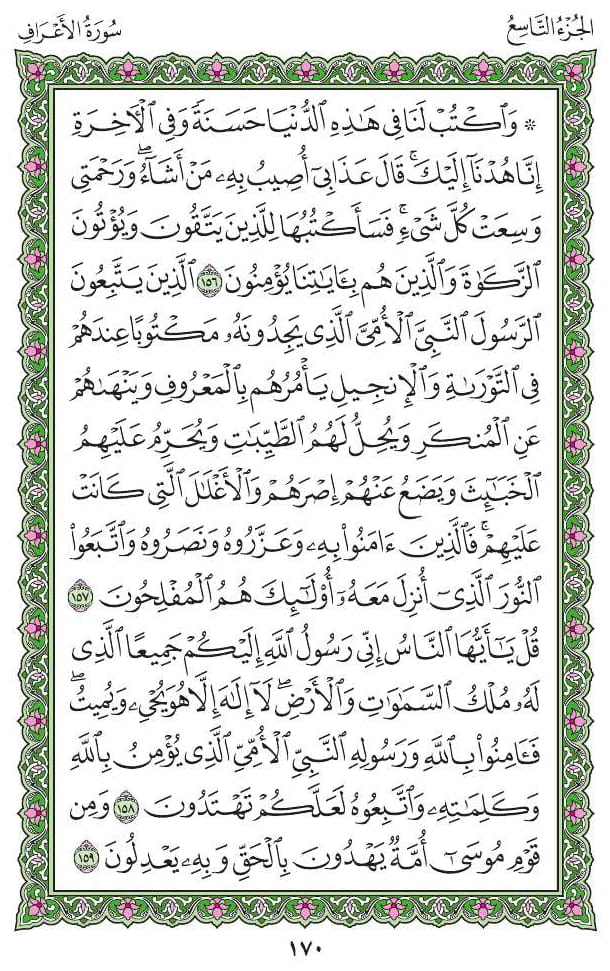 الجُزْءُ التَّاسِعُ
سُورَةُ الأَعْرَافِ
۞ وَٱكْتُبْ لَنَا فِي هَٰذِهِ ٱلدُّنْيَا حَسَنَةً وَفِي ٱلْأٓخِرَةِ
إِنَّا هُدْنَآ إِلَيْكَۚ قَالَ عَذَابِيٓ أُصِيبُ بِهِۦ مَنْ أَشَآءُۖ وَرَحْمَتِي
وَسِعَتْ كُلَّ شَيْءٍۚ فَسَأَكْتُبُهَا لِلَّذِينَ يَتَّقُونَ وَيُؤْتُونَ
ٱلزَّكَوٰةَ وَٱلَّذِينَ هُم بِـَٔايَٰتِنَا يُؤْمِنُونَ ١٥٦ ٱلَّذِينَ يَتَّبِعُونَ
ٱلرَّسُولَ ٱلنَّبِيَّ ٱلْأُمِّيَّ ٱلَّذِي يَجِدُونَهُۥ مَكْتُوبًا عِندَهُمْ
فِي ٱلتَّوْرَىٰةِ وَٱلْإِنجِيلِ يَأْمُرُهُم بِٱلْمَعْرُوفِ وَيَنْهَىٰهُمْ
عَنِ ٱلْمُنكَرِ وَيُحِلُّ لَهُمُ ٱلطَّيِّبَٰتِ وَيُحَرِّمُ عَلَيْهِمُ
ٱلْخَبَٰٓئِثَ وَيَضَعُ عَنْهُمْ إِصْرَهُمْ وَٱلْأَغْلَٰلَ ٱلَّتِي كَانَتْ
عَلَيْهِمْۚ فَٱلَّذِينَ ءَامَنُوا۟ بِهِۦ وَعَزَّرُوهُ وَنَصَرُوهُ وَٱتَّبَعُوا۟
ٱلنُّورَ ٱلَّذِيٓ أُنزِلَ مَعَهُۥٓ أُو۟لَٰٓئِكَ هُمُ ٱلْمُفْلِحُونَ ١٥٧
قُلْ يَٰٓأَيُّهَا ٱلنَّاسُ إِنِّي رَسُولُ ٱللَّهِ إِلَيْكُمْ جَمِيعًا ٱلَّذِي
لَهُۥ مُلْكُ ٱلسَّمَٰوَٰتِ وَٱلْأَرْضِۖ لَآ إِلَٰهَ إِلَّا هُوَ يُحْيِۦ وَيُمِيتُۖ
فَـَٔامِنُوا۟ بِٱللَّهِ وَرَسُولِهِ ٱلنَّبِيِّ ٱلْأُمِّيِّ ٱلَّذِي يُؤْمِنُ بِٱللَّهِ
وَكَلِمَٰتِهِۦ وَٱتَّبِعُوهُ لَعَلَّكُمْ تَهْتَدُونَ ١٥٨ وَمِن
قَوْمِ مُوسَىٰٓ أُمَّةٌ يَهْدُونَ بِٱلْحَقِّ وَبِهِۦ يَعْدِلُونَ ١٥٩
١٧٠